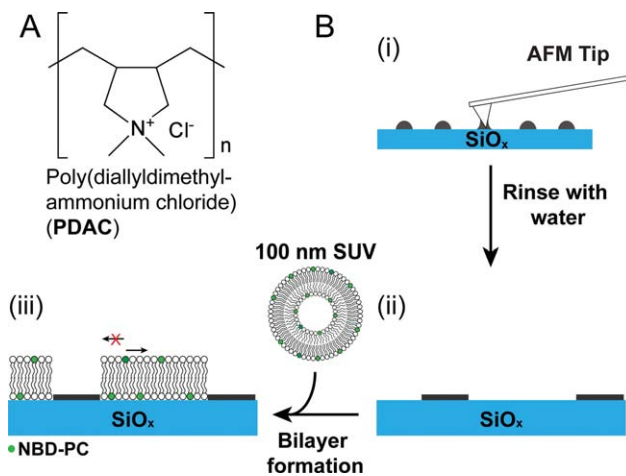 A
N+
Cl-
n
Poly(diallyldimethyl-
ammonium chloride)
(PDAC)
B
(i)
AFM Tip
SiOx
Rinse with
water
100 nm SUV
(ii)
SiOx
(iii)
SiOx
Bilayer
formation
NBD-PC